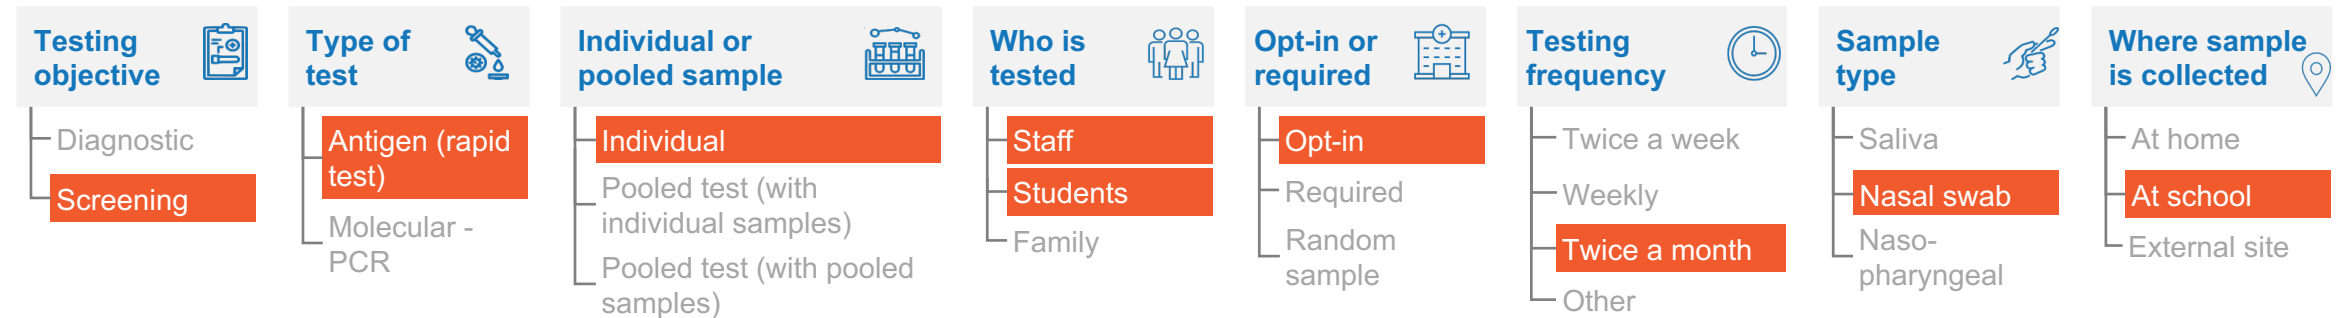 Testing
objective
Diagnostic
Screening
Type of
test
Antigen (rapid
test)
Molecular -
PCR
Individual or
pooled sample
Individual
Pooled test (with
individual samples)
Pooled test (with pooled
samples)
Who is
tested
Staff
Students
Family
Opt-in or
required
Opt-in
Required
Random
sample
Testing
frequency
Twice a week
Weekly
Twice a month
Other
Sample
type
Saliva
Nasal swab
Naso-
pharyngeal
Where sample
is collected
At home
At school
External site